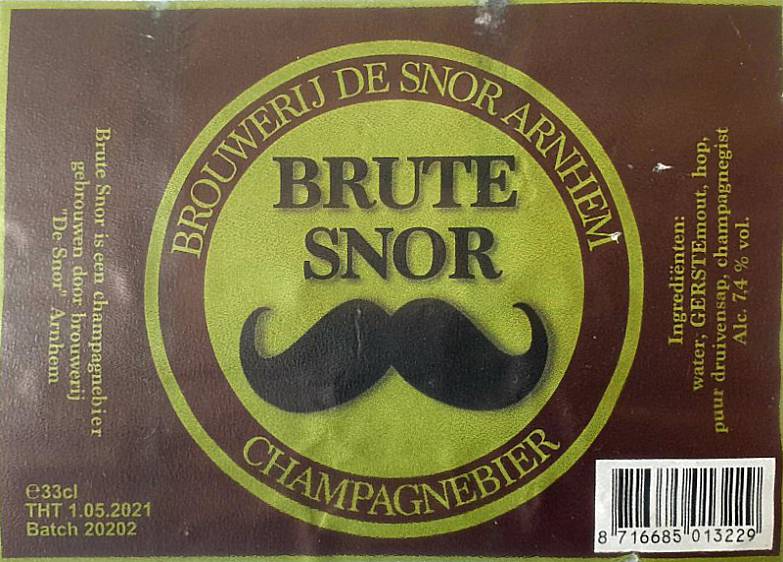 BROUWERIJ DE SNOR ARNHEM
BRUTE
SNOR
CHAMPAGNEBIER
Brute Snor is een champagnebier
gebrouwen door brouwerij
"De Snor" Arnhem
℮33cl
THT 1.05.2021
Batch 20202
Ingrediënten:
water, GERSTEmout, hop,
puur druivensap, champagnegist
Alc. 7,4 % vol.
8 716685 013229